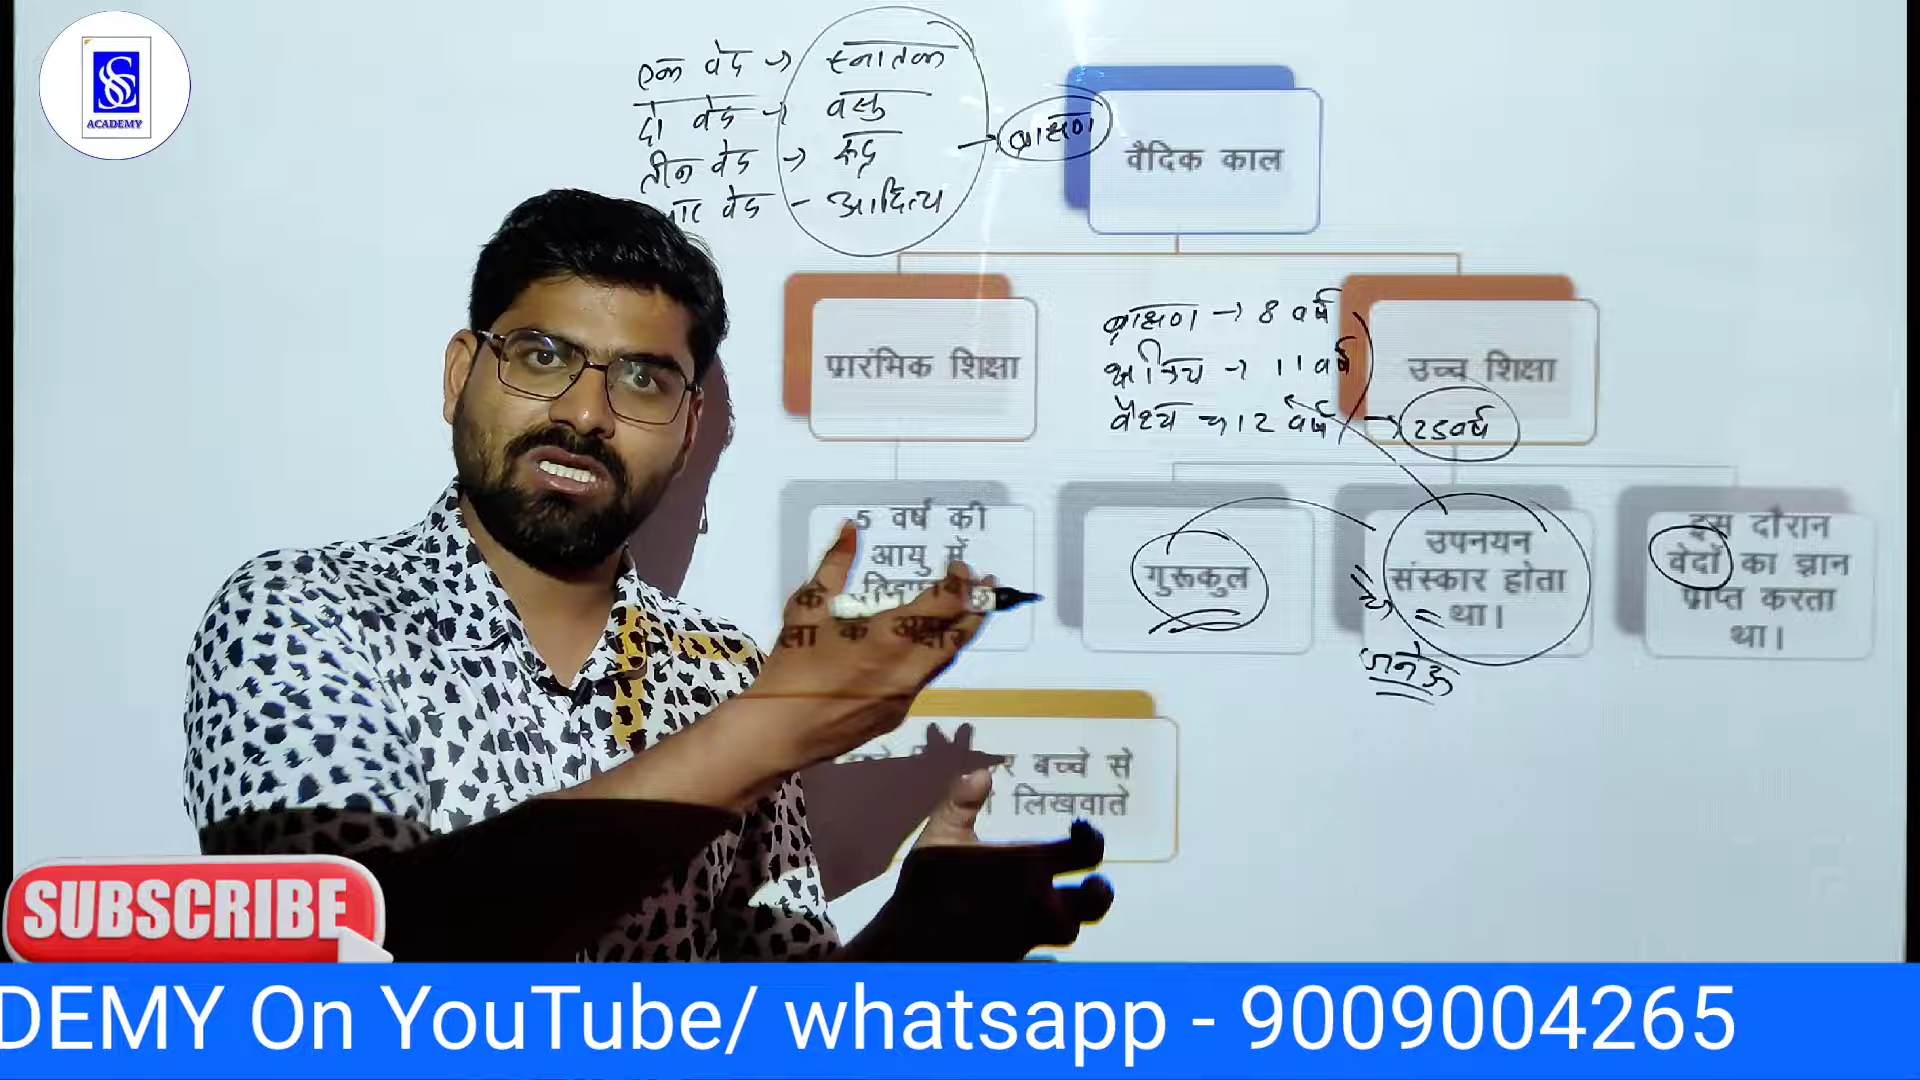 ACADEMY
एक वेद → स्नातक
दो वेद → वसु
तीन वेद → रुद्र
वेद - आदित्य
→ ब्राह्मण
वैदिक काल
प्रारंभिक शिक्षा
ब्राह्मण → 8 वर्ष
क्षत्रिय → 11 वर्ष
वैश्य → 12 वर्ष → 25 वर्ष
उच्च शिक्षा
5 वर्ष की
आयु में
गुरूकुल
उपनयन
संस्कार होता
था।
जनेऊ
इस दौरान
वेदों का ज्ञान
प्राप्त करता
था।
बच्चे से
लिखवाते
SUBSCRIBE
DEMY On YouTube/ whatsapp - 9009004265